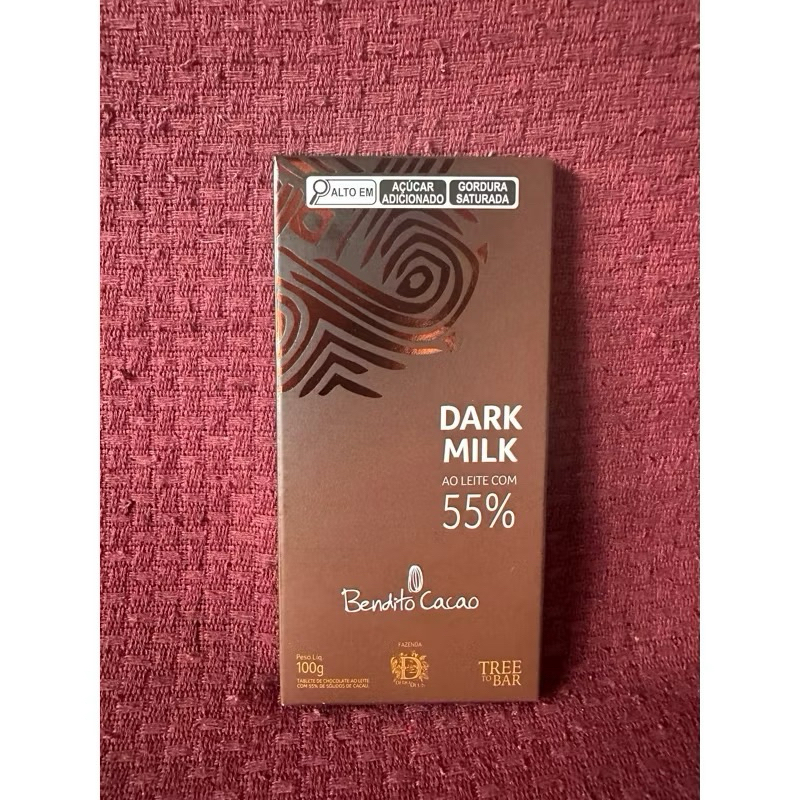 ALTO EM
AÇÚCAR
ADICIONADO
GORDURA
SATURADA
DARK
MILK
AO LEITE COM
55%
Bendito Cacao
Peso Líq.
100g
TABLETE DE CHOCOLATE AO LEITE
COM 55% DE SÓLIDOS DE CACAU.
FAZENDA
D
TREE
TO
BAR